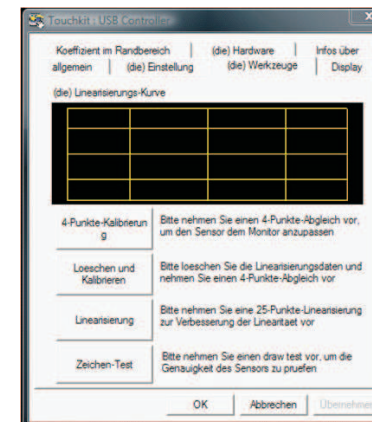 Touchkit : USB Controller
Koeffizient im Randbereich
(die) Hardware
Infos über
allgemein
(die) Einstellung
(die) Werkzeuge
Display
(die) Linearisierungs-Kurve
4-Punkte-Kalibrierun
g
Bitte nehmen Sie einen 4-Punkte-Abgleich vor,
um den Sensor dem Monitor anzupassen
Loeschen und
Kalibrieren
Bitte loeschen Sie die Linearisierungsdaten und
nehmen Sie einen 4-Punkte-Abgleich vor
Linearisierung
Bitte nehmen Sie eine 25-Punkte-Linearisierung
zur Verbesserung der Lineartaet vor
Zeichen-Test
Bitte nehmen Sie einen draw test vor, um die
Genauigkeit des Sensors zu pruefen
OK
Abbrechen
Übernehmen